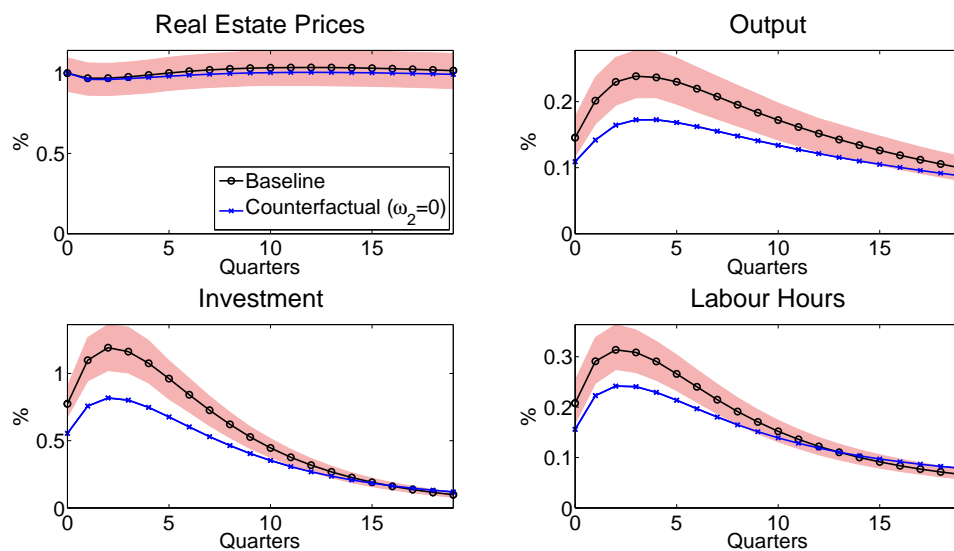 Real Estate Prices
%
1
0.5
0
0 5 10 15
Quarters
Baseline
Counterfactual (ω2=0)
Output
%
0.2
0.1
0
0 5 10 15
Quarters
Investment
%
1
0.5
0
0 5 10 15
Quarters
Labour Hours
%
0.3
0.2
0.1
0
0 5 10 15
Quarters